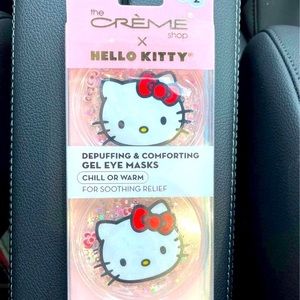 the
CRÈME
shop
X
HELLO KITTY®
DEPUFFING & COMFORTING
GEL EYE MASKS
CHILL OR WARM
FOR SOOTHING RELIEF